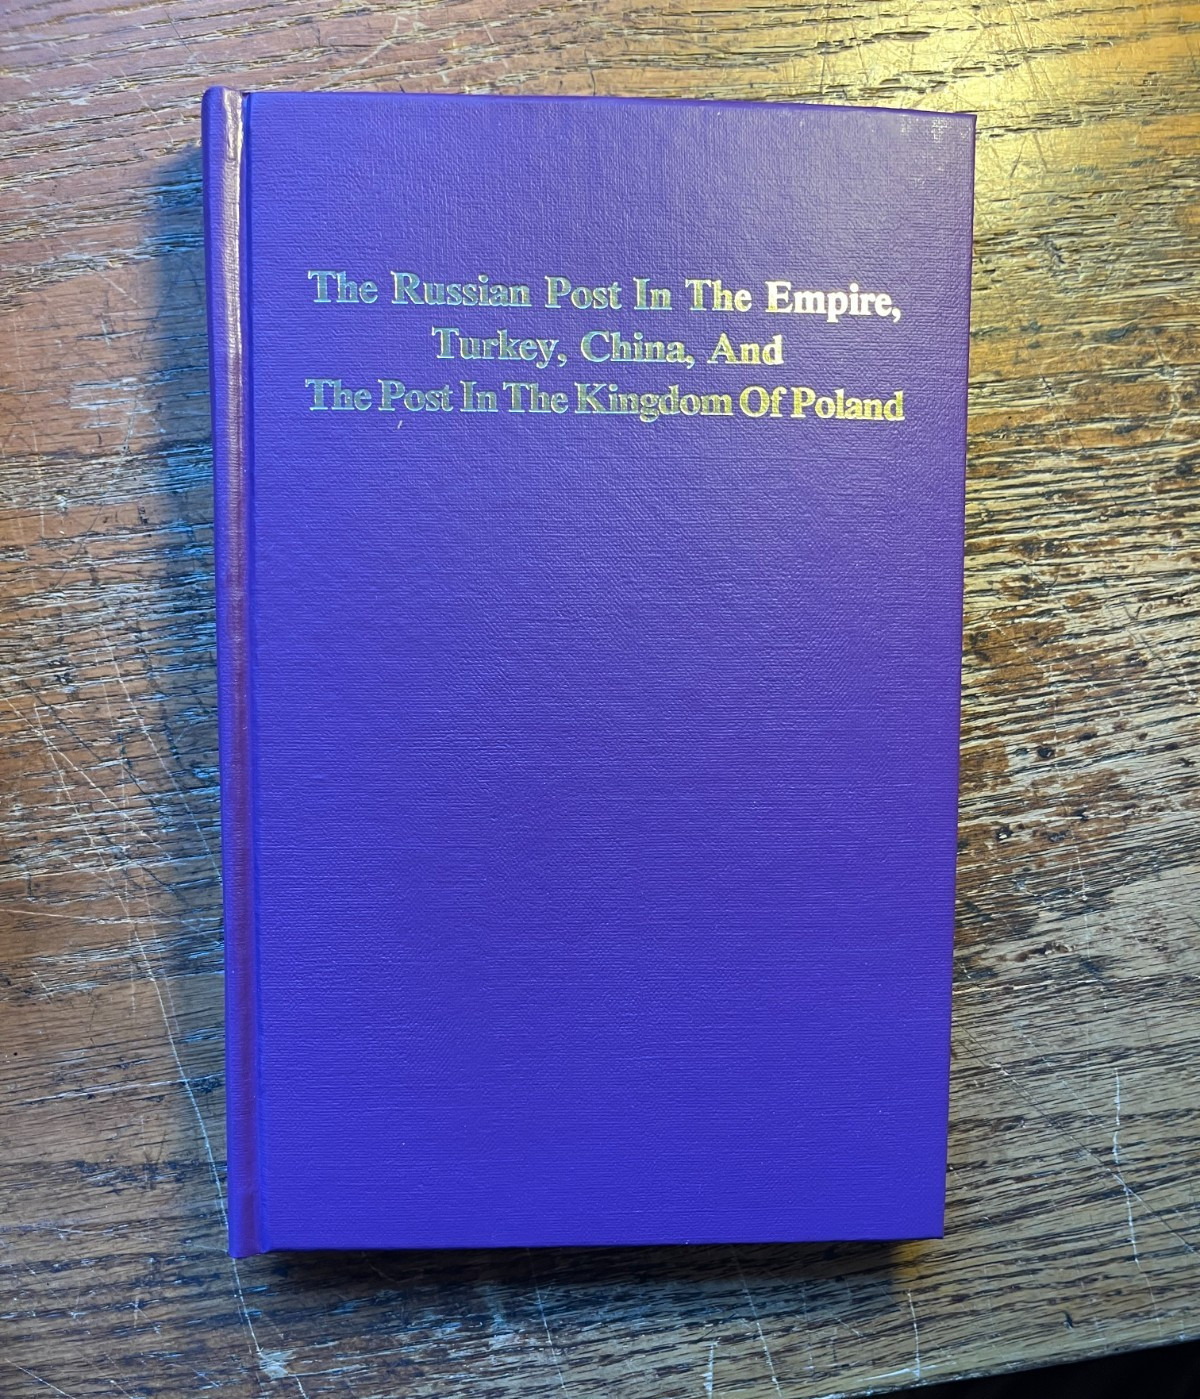 The Russian Post In The Empire,
Turkey, China, And
The Post In The Kingdom Of Poland